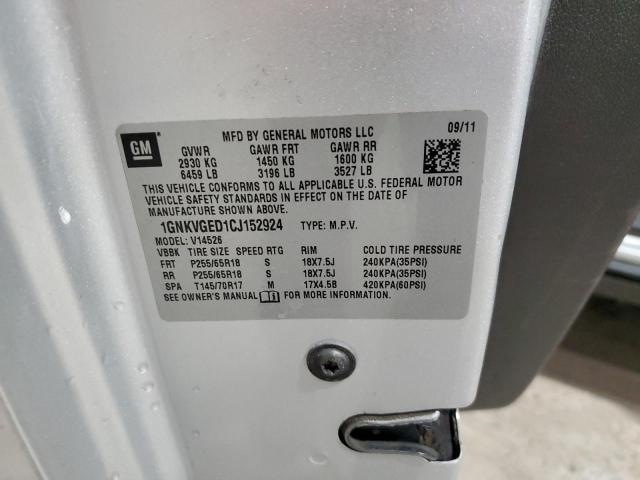 MFD BY GENERAL MOTORS LLC 09/11
GM
GVWR GAWR FRT GAWR RR
2930 KG 1450 KG 1600 KG
6459 LB 3196 LB 3527 LB
THIS VEHICLE CONFORMS TO ALL APPLICABLE U.S. FEDERAL MOTOR
VEHICLE SAFETY STANDARDS IN EFFECT ON THE DATE OF
MANUFACTURE SHOWN ABOVE.
1GNKVGED1CJ152924 TYPE: M.P.V.
MODEL: V14526
VBBK TIRE SIZE SPEED RTG RIM COLD TIRE PRESSURE
FRT P255/65R18 S 18X7.5J 240KPA(35PSI)
RR P255/65R18 S 18X7.5J 240KPA(35PSI)
SPA T145/70R17 M 17X4.5B 420KPA(60PSI)
SEE OWNER'S MANUAL FOR MORE INFORMATION.